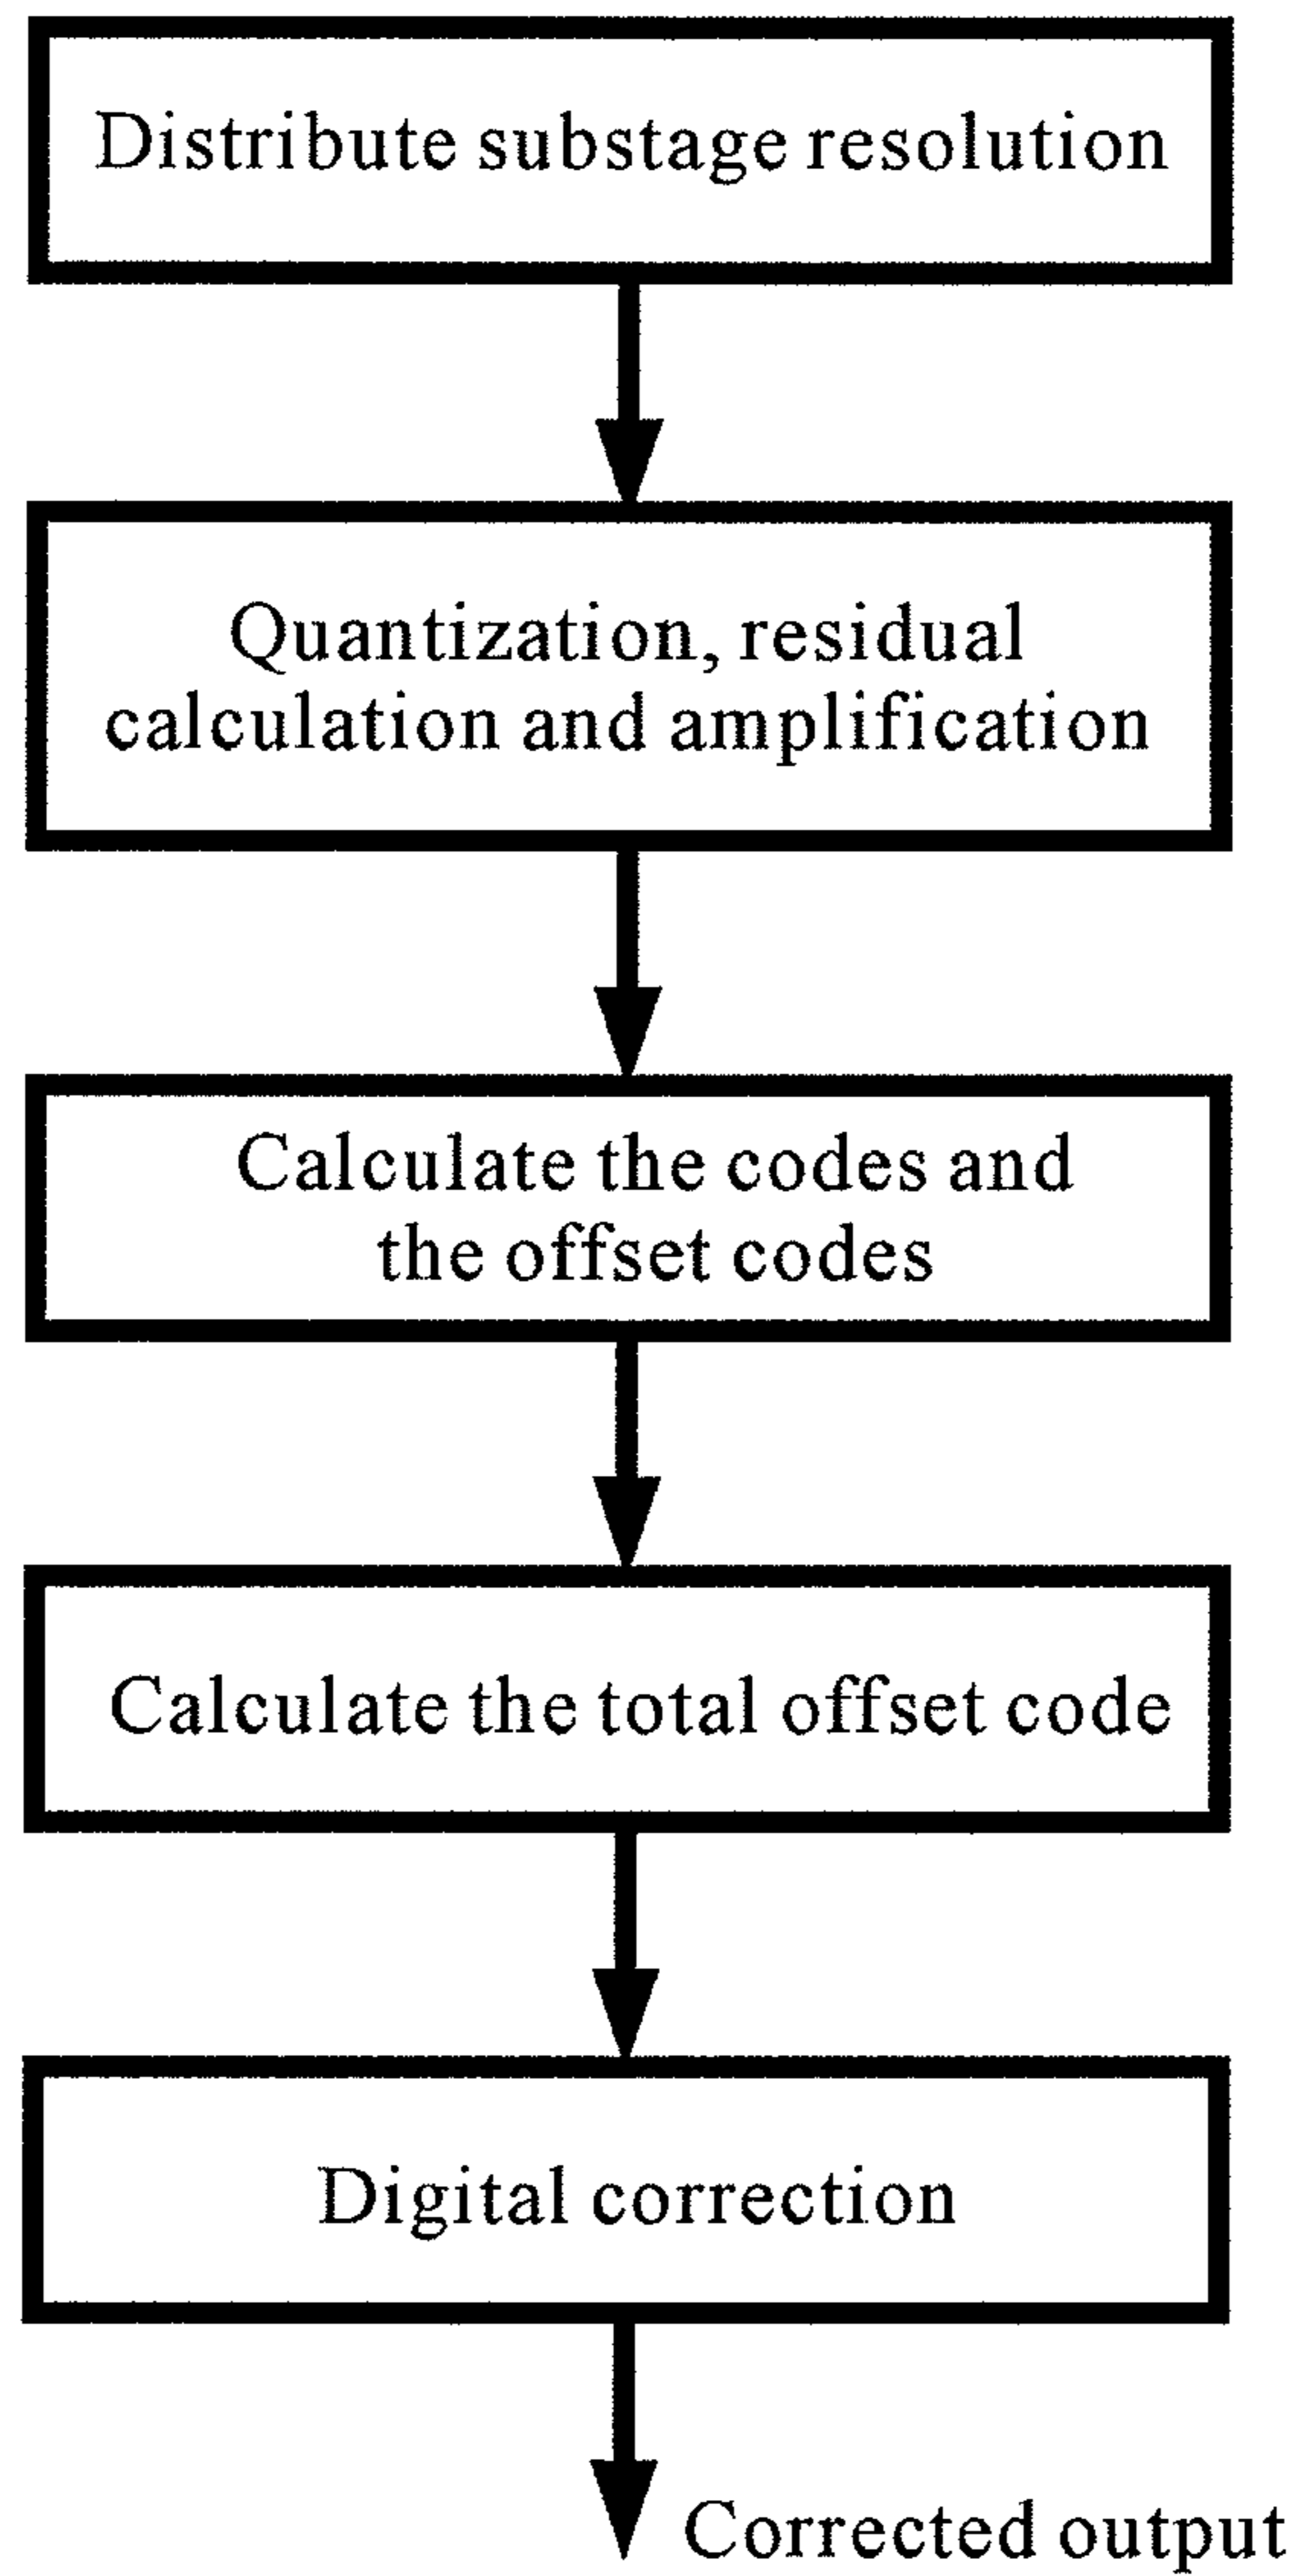 Distribute substage resolution
Quantization, residual
calculation and amplification
Calculate the codes and
the offset codes
Calculate the total offset code
Digital correction
Corrected output